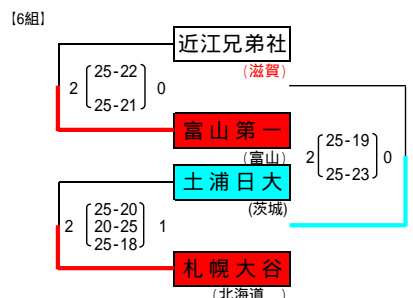 【6組】
近江兄弟社
(滋賀)
2 25-22 0
25-21
富山第一
(富山)
2 25-19 0
25-23
土浦日大
(茨城)
25-20
2 20-25 1
25-18
札幌大谷
(北海道 )